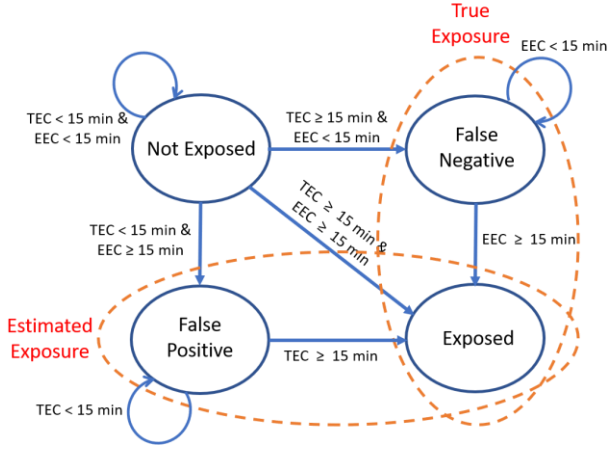 True
Exposure
EEC < 15 min
TEC < 15 min &
EEC < 15 min
TEC ≥ 15 min &
EEC < 15 min
Not Exposed
False
Negative
TEC ≥ 15 min &
EEC ≥ 15 min
TEC < 15 min &
EEC ≥ 15 min
EEC ≥ 15 min
Estimated
Exposure
False
Positive
Exposed
TEC ≥ 15 min
TEC < 15 min